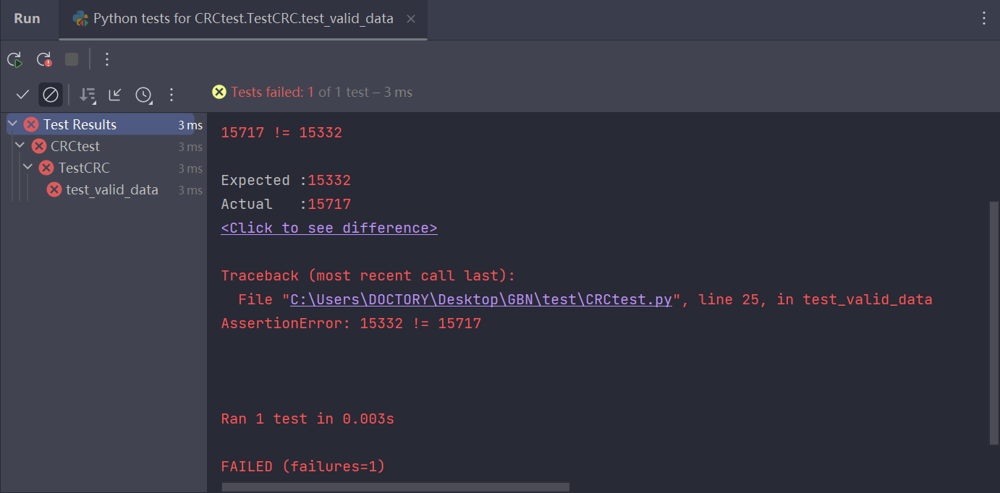 Run
Python tests for CRCtest.TestCRC.test_valid_data
Tests failed: 1 of 1 test – 3 ms
Test Results 3 ms
CRCtest 3 ms
TestCRC 3 ms
test_valid_data 3 ms
15717 != 15332
Expected :15332
Actual   :15717
<Click to see difference>
Traceback (most recent call last):
  File "C:\Users\DOCTORY\Desktop\GBN\test\CRCtest.py", line 25, in test_valid_data
AssertionError: 15332 != 15717
Ran 1 test in 0.003s
FAILED (failures=1)